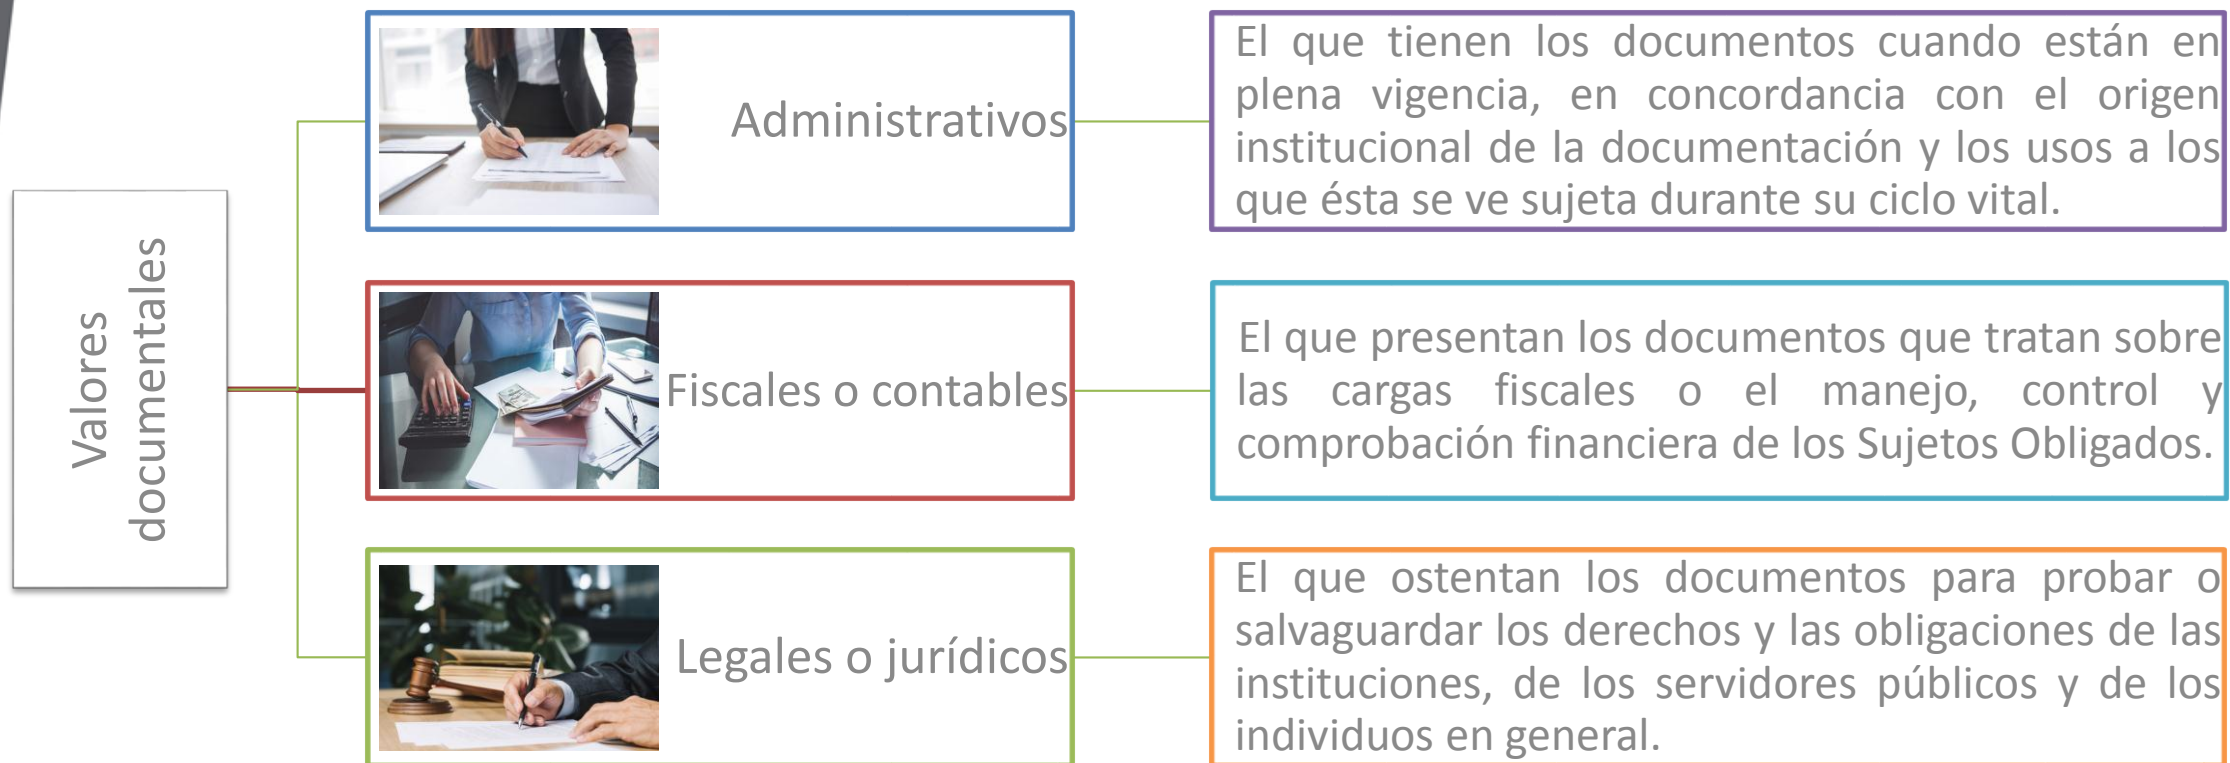 Valores
documentales
Administrativos
El que tienen los documentos cuando están en
plena vigencia, en concordancia con el origen
institucional de la documentación y los usos a los
que ésta se ve sujeta durante su ciclo vital.
Fiscales o contables
El que presentan los documentos que tratan sobre
las cargas fiscales o el manejo, control y
comprobación financiera de los Sujetos Obligados.
Legales o jurídicos
El que ostentan los documentos para probar o
salvaguardar los derechos y las obligaciones de las
instituciones, de los servidores públicos y de los
individuos en general.